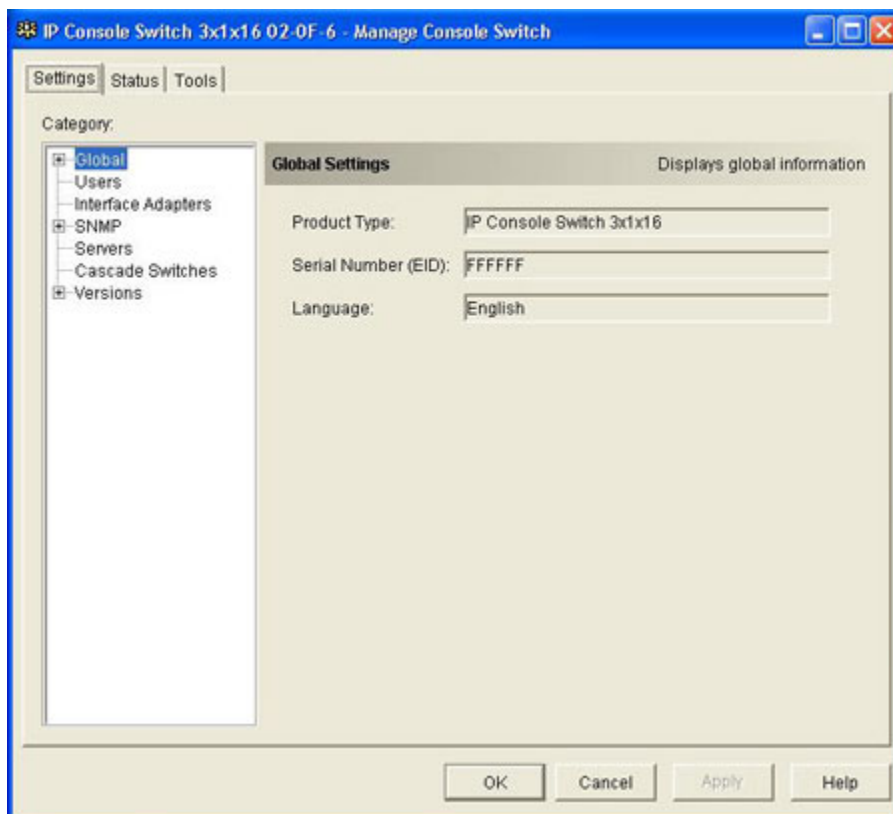 IP Console Switch 3x1x16 02-0F-6 - Manage Console Switch
Settings Status Tools
Category:
Global
Users
Interface Adapters
SNMP
Servers
Cascade Switches
Versions
Global Settings Displays global information
Product Type: IP Console Switch 3x1x16
Serial Number (EID): FFFFFF
Language: English
OK Cancel Apply Help